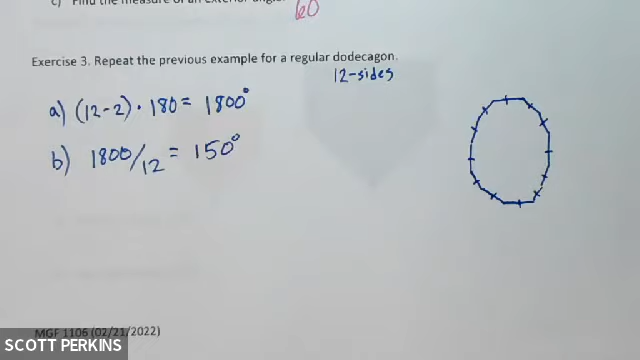 c) Find the measure of an exterior angle.
60
Exercise 3. Repeat the previous example for a regular dodecagon.
12-sides
a) (12-2) · 180 = 1800°
b) 1800/12 = 150°
MGF 1106 (02/21/2022)
SCOTT PERKINS